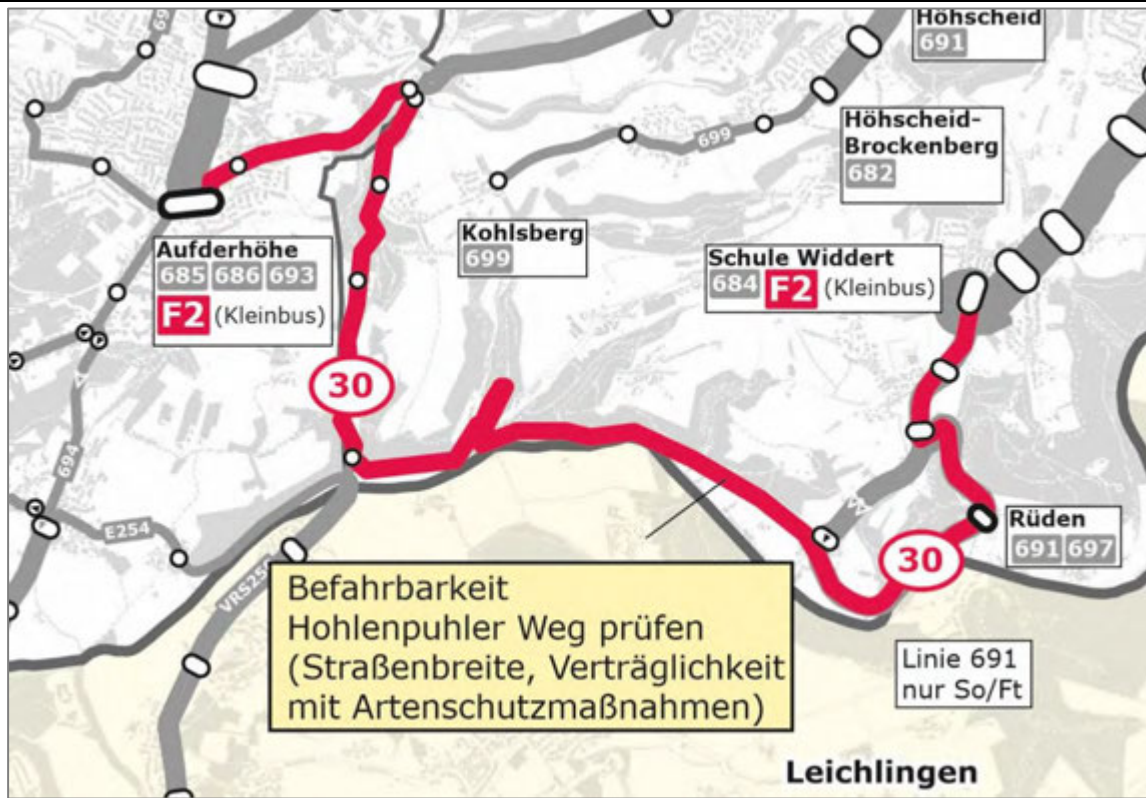 69
Höhscheid
691
699
Höhscheid-
Brockenberg
682
Kohlsberg
699
Aufderhöhe
685 686 693
F2 (Kleinbus)
Schule Widdert
684 F2 (Kleinbus)
30
694
E254
VRS250
Rüden
691 697
30
Befahrbarkeit
Hohlenpuhler Weg prüfen
(Straßenbreite, Verträglichkeit
mit Artenschutzmaßnahmen)
Linie 691
nur So/Ft
Leichlingen